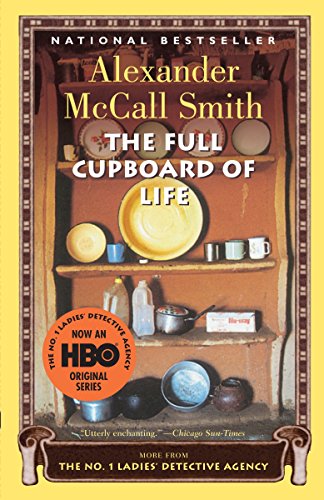 NATIONAL BESTSELLER
Alexander
McCall Smith
THE FULL
CUPBOARD OF
LIFE
THE NO. 1 LADIES' DETECTIVE AGENCY
NOW AN
HBO®
ORIGINAL
SERIES
"Utterly enchanting."—Chicago Sun-Times
MORE FROM
THE NO. 1 LADIES' DETECTIVE AGENCY